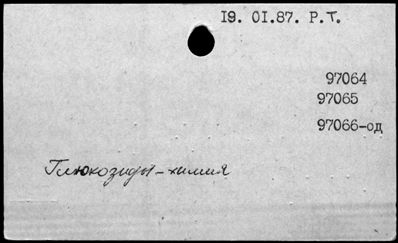 19. 01.87. Р.Т.
97064
97065
97066-од
Глюкозиды-химия